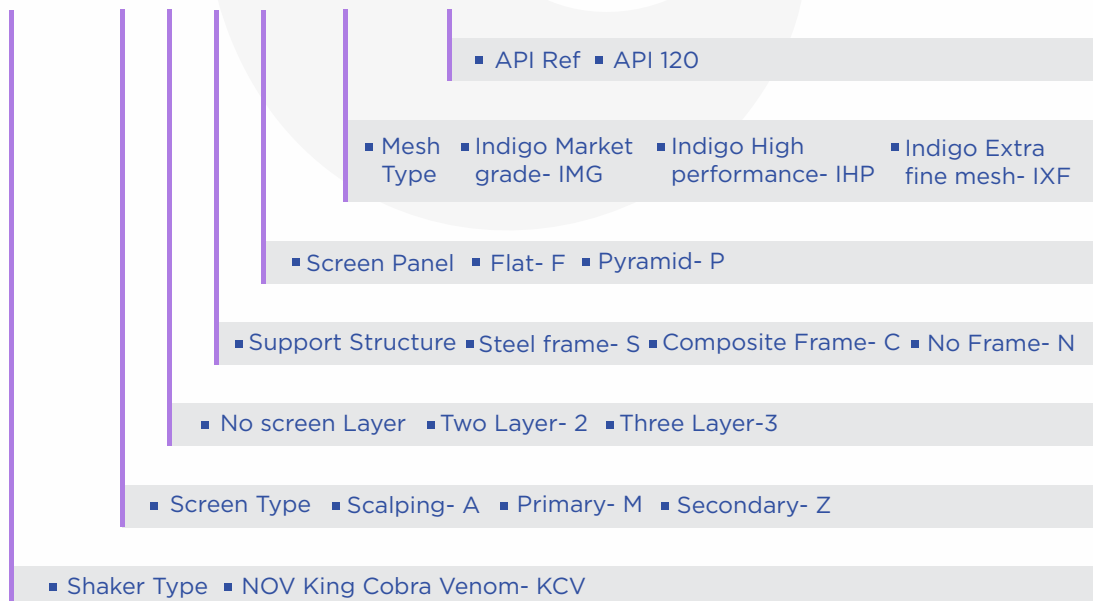 API Ref API 120
Mesh Type Indigo Market grade- IMG Indigo High performance- IHP Indigo Extra fine mesh- IXF
Screen Panel Flat- F Pyramid- P
Support Structure Steel frame- S Composite Frame- C No Frame- N
No screen Layer Two Layer- 2 Three Layer-3
Screen Type Scalping- A Primary- M Secondary- Z
Shaker Type NOV King Cobra Venom- KCV